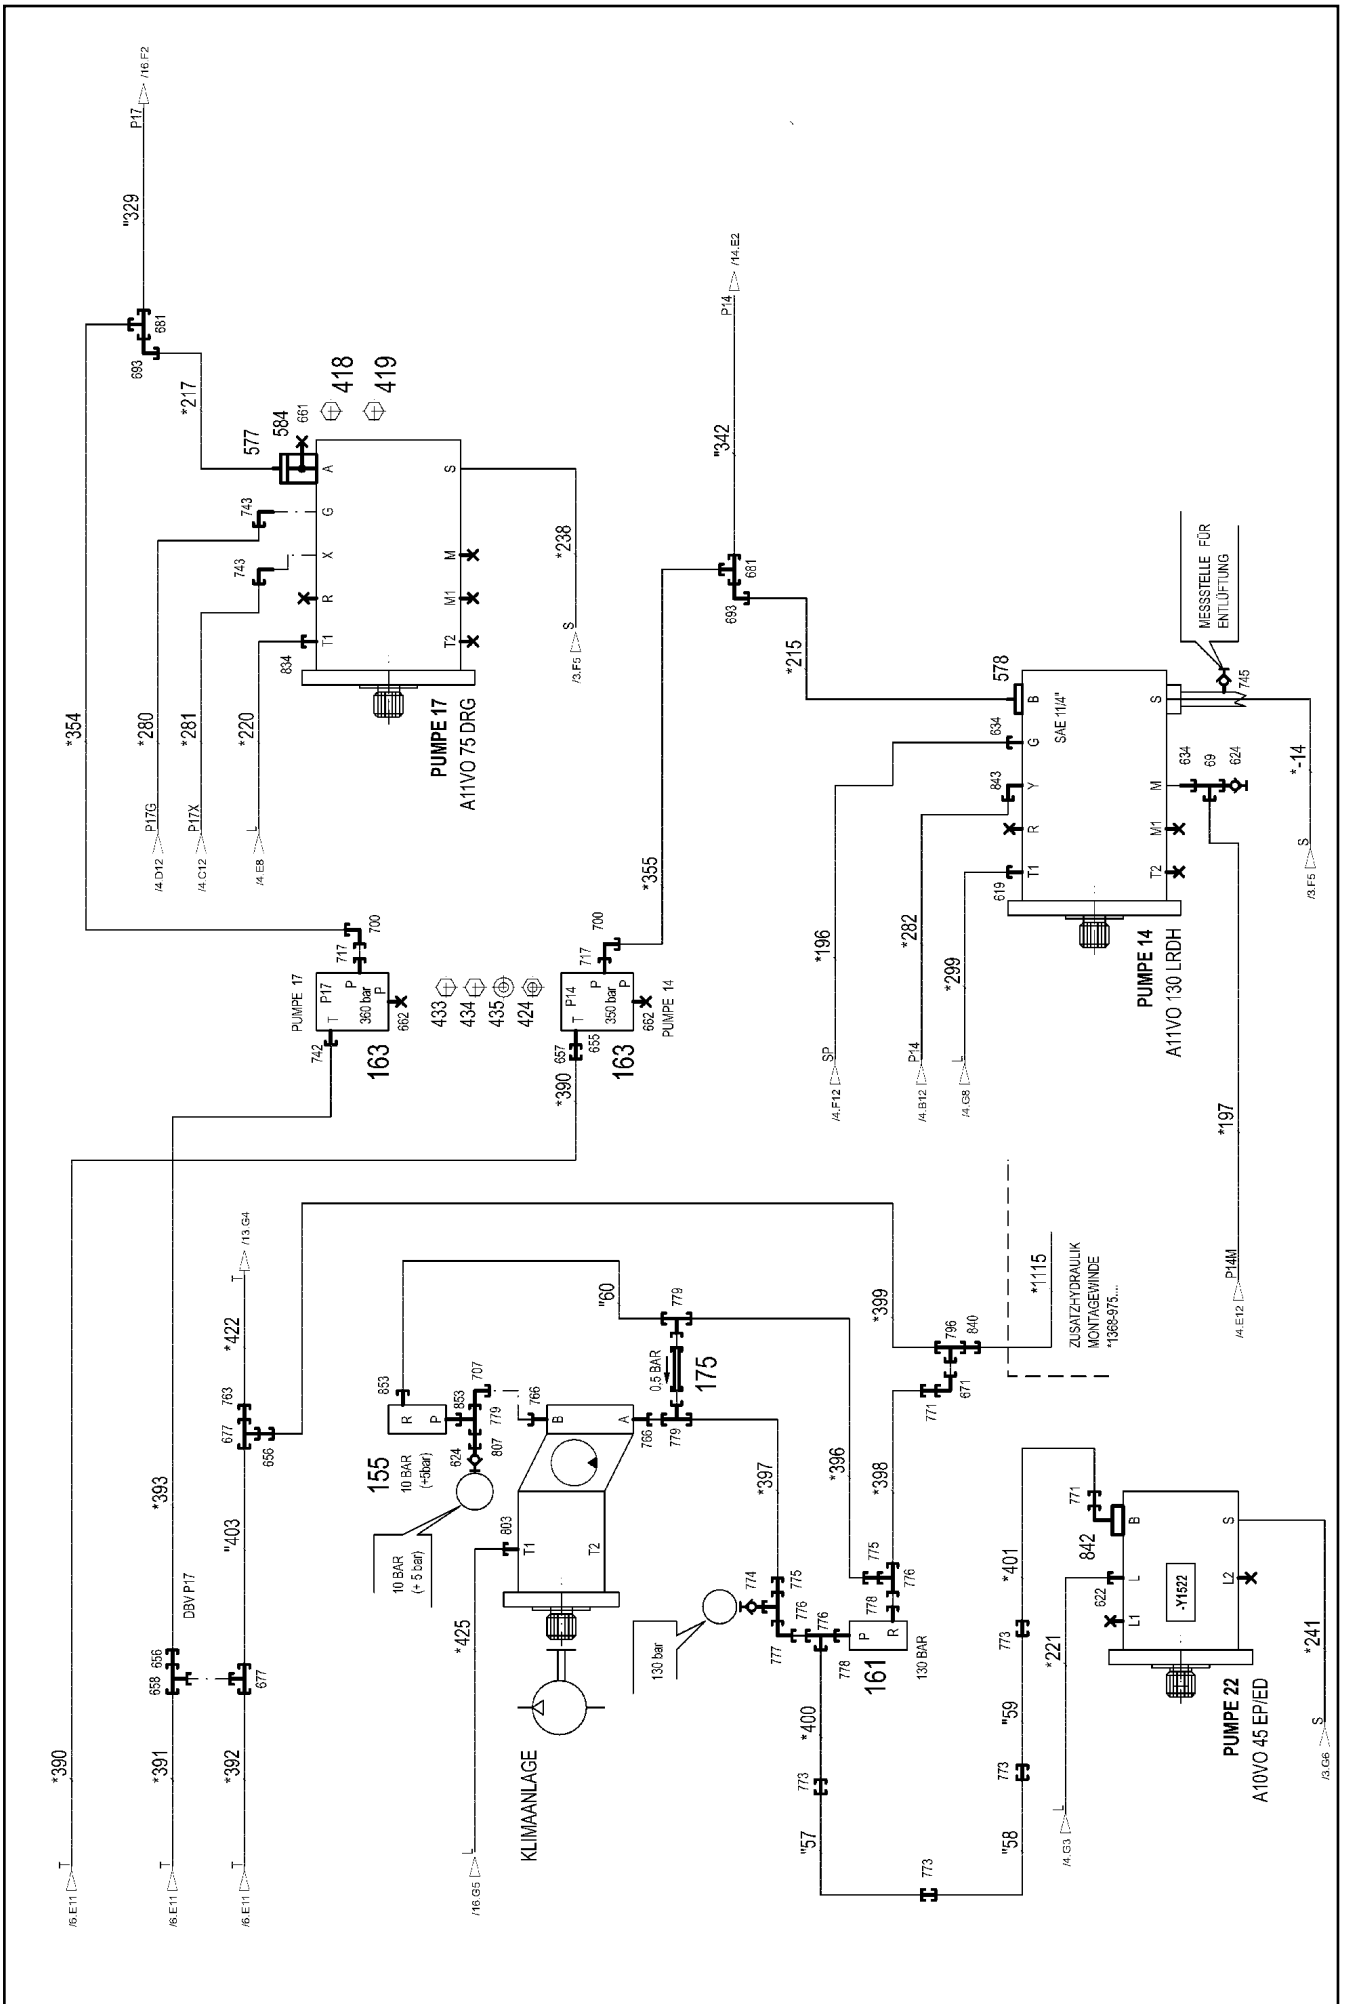 /6.E11
T
*390
/6.E11
T
*391
658
656
DBV P17
*393
/6.E11
T
*392
677
"403
677
763
656
*422
T
/13.G4
*354
693
681
"329
P17
/16.F2
*217
/4.D12
P17G
*280
743
/4.C12
P17X
*281
743
/4.E8
L
*220
834
577
584
661
418
419
T1
R
X
G
A
T2
M1
M
S
PUMPE 17
A11VO 75 DRG
*238
S
/3.F5
PUMPE 17
742
T
P17
P
360 bar
P
717
700
662
163
433
434
435
424
*390
657
655
T
P14
P
350 bar
P
717
700
662
163
PUMPE 14
*355
693
681
"342
P14
/14.E2
*215
/16.G5
L
*425
KLIMAANLAGE
803
T1
T2
B
A
10 BAR
(+ 5 bar)
155
10 BAR
(+5bar)
R
P
853
853
624
807
779
707
766
766
779
0,5 BAR
175
779
"60
*397
*396
*399
*398
130 bar
774
775
776
777
776
778
P
R
161
130 BAR
778
776
775
771
671
796
840
*1115
ZUSATZHYDRAULIK
MONTAGEWINDE
*1368-975....
*400
773
"57
773
"58
773
"59
773
*401
771
842
/4.G3
L
*221
622
L1
L
B
-Y1522
L2
S
PUMPE 22
A10VO 45 EP/ED
*241
S
/3.G6
/4.F12
SP
*196
634
/4.B12
P14
*282
843
/4.G8
L
*299
619
578
T1
R
Y
G
B
SAE 11/4"
T2
M1
M
S
PUMPE 14
A11VO 130 LRDH
634
69
624
745
MESSSTELLE FÜR
ENTLÜFTUNG
*-14
S
/3.F5
*197
P14M
/4.E12